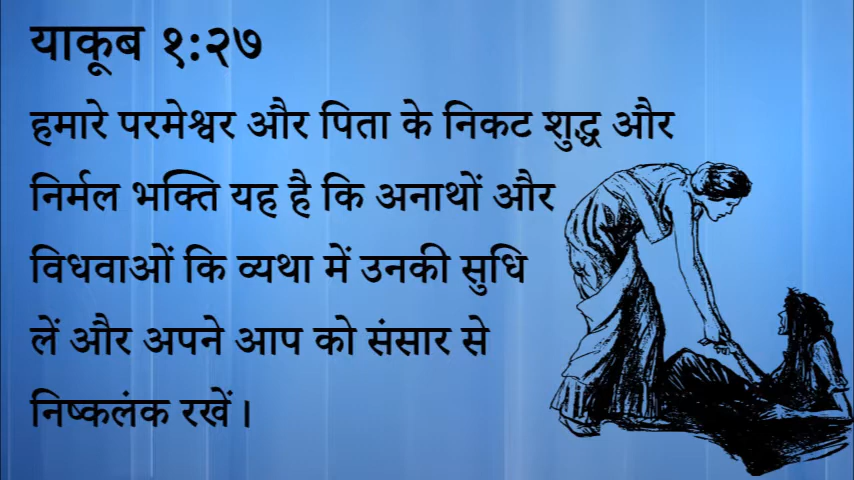 याकूब १:२७
हमारे परमेश्वर और पिता के निकट शुद्ध और
निर्मल भक्ति यह है कि अनाथों और
विधवाओं कि व्यथा में उनकी सुधि
लें और अपने आप को संसार से
निष्कलंक रखें।